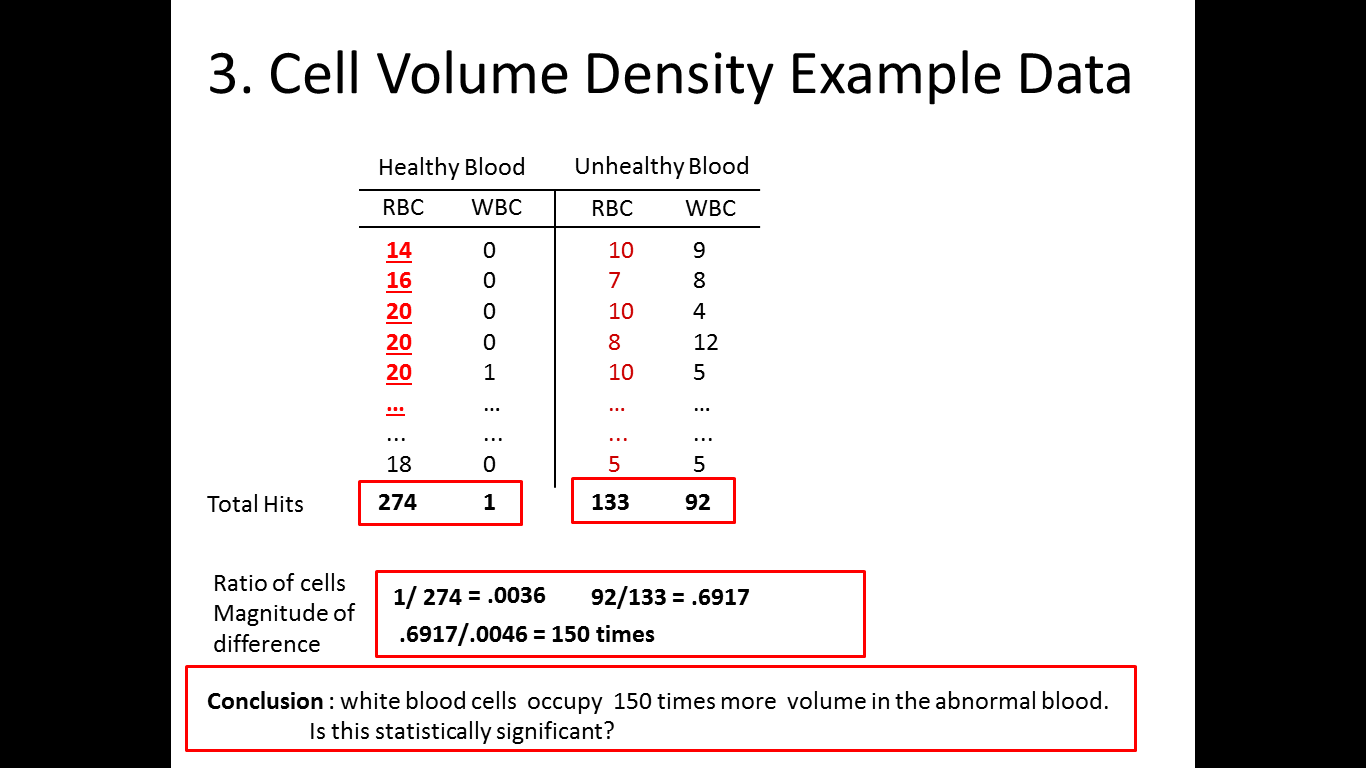 3. Cell Volume Density Example Data
Healthy Blood Unhealthy Blood
RBC WBC RBC WBC
14 0 10 9
16 0 7 8
20 0 10 4
20 0 8 12
20 1 10 5
... ... ... ...
... ... ... ...
18 0 5 5
Total Hits 274 1 133 92
Ratio of cells
Magnitude of
difference
1/ 274 = .0036 92/133 = .6917
.6917/.0046 = 150 times
Conclusion : white blood cells occupy 150 times more volume in the abnormal blood.
Is this statistically significant?